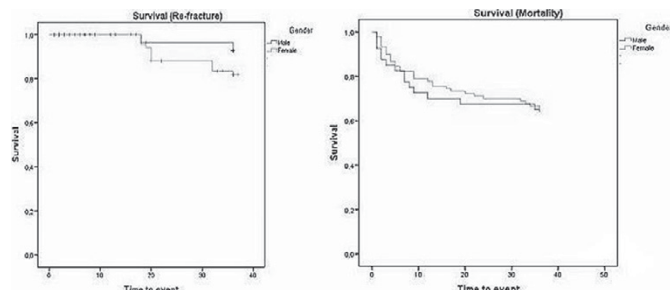 Survival (Re-fracture)
Gender
Male
Female
1,0
0,8
0,6
0,4
0,2
0,0
Survival
0
10
20
30
40
Time to event
Survival (Mortality)
Gender
Male
Female
1,0
0,8
0,6
0,4
0,2
0,0
Survival
0
10
20
30
40
50
Time to event